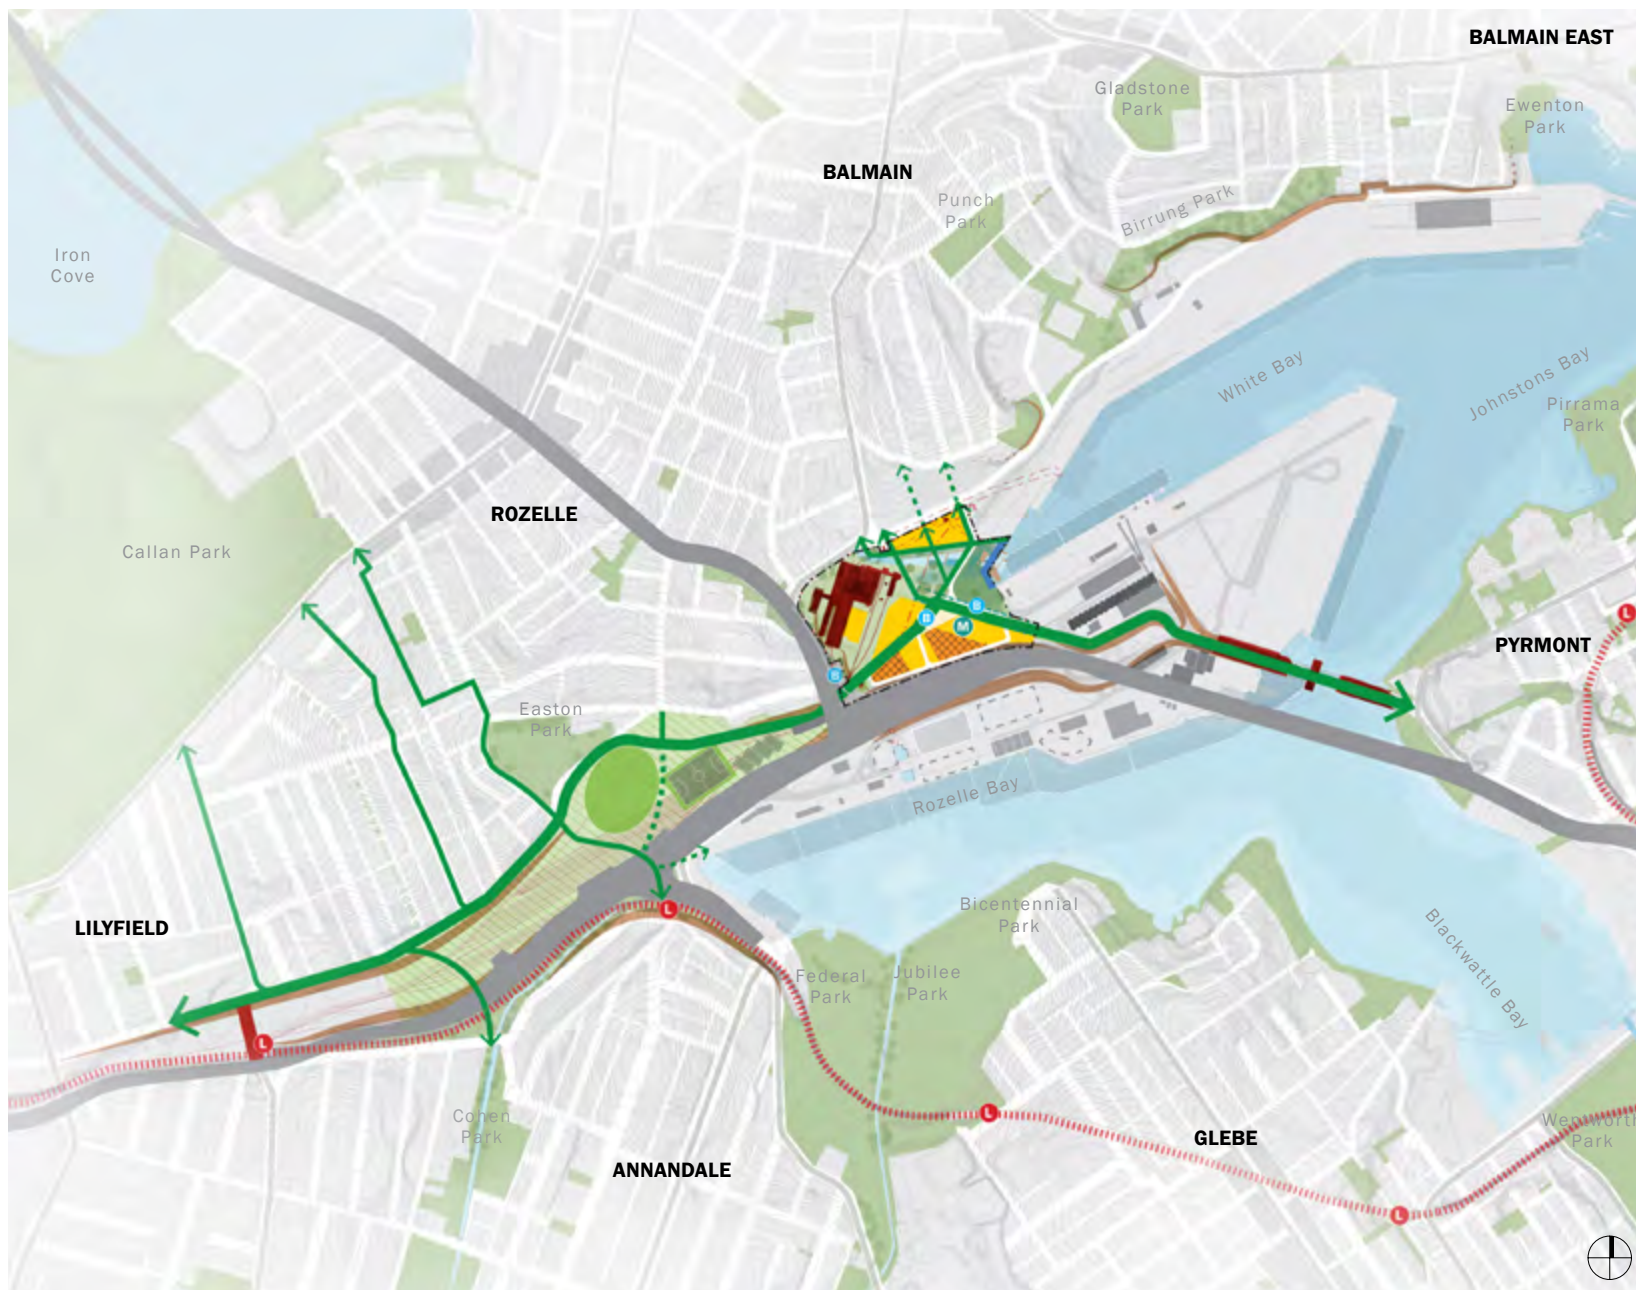 BALMAIN EAST
Gladstone
Park
Ewenton
Park
BALMAIN
Punch
Park
Birrung Park
Iron
Cove
White Bay
Johnstons Bay
Pirrama
Park
ROZELLE
Callan Park
L
B
B
M
PYRMONT
B
Easton
Park
Rozelle Bay
L
Bicentennial
Park
LILYFIELD
Blackwattle Bay
Federal
Park
Jubilee
Park
L
Cohen
Park
L
Wentworth
Park
GLEBE
ANNANDALE
L